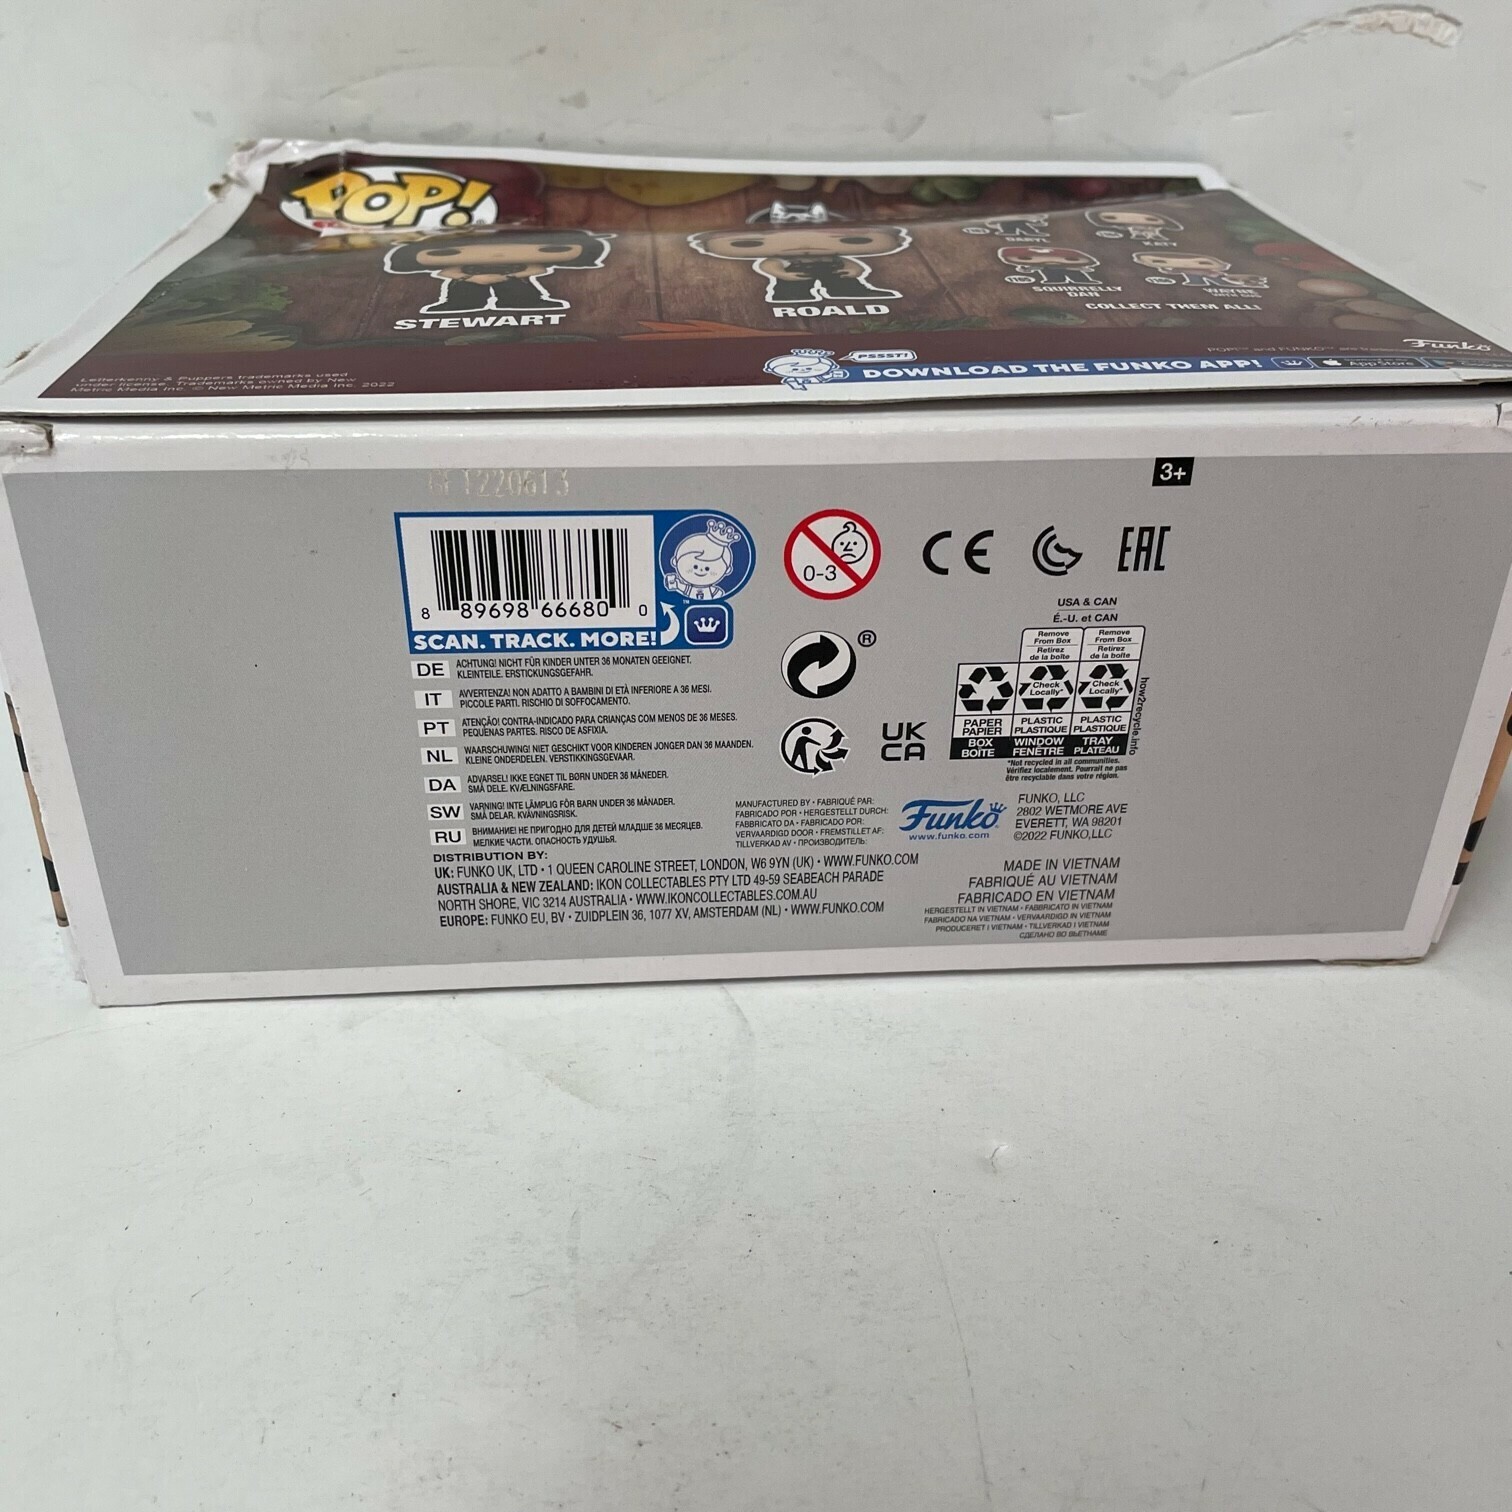 POP!
DARYL
KATY
SQUIRRELLY
DAN
WAYNE
COLLECT THEM ALL!
STEWART
ROALD
Funko
PSSST!
DOWNLOAD THE FUNKO APP!
App Store
Letterkenny & Puppers trademarks used
under license. Trademarks owned by New
Metric Media Inc. © New Metric Media Inc. 2022
220613
3+
8 89698 66680 0
SCAN. TRACK. MORE!
0-3
CE
EAC
®
UK
CA
USA & CAN
É.-U. et CAN
Remove
From Box
Retirez
de la boîte
Remove
From Box
Retirez
de la boîte
Check
Locally*
Check
Locally*
PAPER
PAPIER
PLASTIC
PLASTIQUE
PLASTIC
PLASTIQUE
BOX
BOÎTE
WINDOW
FENÊTRE
TRAY
PLATEAU
how2recycle.info
*Not recycled in all communities.
Vérifiez localement. Pourrait ne pas
être recyclable dans votre région.
DE ACHTUNG! NICHT FÜR KINDER UNTER 36 MONATEN GEEIGNET.
KLEINTEILE. ERSTICKUNGSGEFAHR.
IT AVVERTENZA! NON ADATTO A BAMBINI DI ETÀ INFERIORE A 36 MESI.
PICCOLE PARTI. RISCHIO DI SOFFOCAMENTO.
PT ATENÇÃO! CONTRA-INDICADO PARA CRIANÇAS COM MENOS DE 36 MESES.
PEQUENAS PARTES. RISCO DE ASFIXIA.
NL WAARSCHUWING! NIET GESCHIKT VOOR KINDEREN JONGER DAN 36 MAANDEN.
KLEINE ONDERDELEN. VERSTIKKINGSGEVAAR.
DA ADVARSEL! IKKE EGNET TIL BØRN UNDER 36 MÅNEDER.
SMÅ DELE. KVÆLNINGSFARE.
SW VARNING! INTE LÄMPLIG FÖR BARN UNDER 36 MÅNADER.
SMÅ DELAR. KVÄVNINGSRISK.
RU ВНИМАНИЕ! НЕ ПРИГОДНО ДЛЯ ДЕТЕЙ МЛАДШЕ 36 МЕСЯЦЕВ.
МЕЛКИЕ ЧАСТИ. ОПАСНОСТЬ УДУШЬЯ.
MANUFACTURED BY • FABRIQUÉ PAR:
FABRICADO POR • HERGESTELLT DURCH:
FABBRICATO DA • FABRICADO POR:
VERVAARDIGD DOOR • FREMSTILLET AF:
TILLVERKAD AV • ПРОИЗВОДИТЕЛЬ:
Funko
www.funko.com
FUNKO, LLC
2802 WETMORE AVE
EVERETT, WA 98201
©2022 FUNKO,LLC
DISTRIBUTION BY:
UK: FUNKO UK, LTD • 1 QUEEN CAROLINE STREET, LONDON, W6 9YN (UK) • WWW.FUNKO.COM
AUSTRALIA & NEW ZEALAND: IKON COLLECTABLES PTY LTD 49-59 SEABEACH PARADE
NORTH SHORE, VIC 3214 AUSTRALIA • WWW.IKONCOLLECTABLES.COM.AU
EUROPE: FUNKO EU, BV • ZUIDPLEIN 36, 1077 XV, AMSTERDAM (NL) • WWW.FUNKO.COM
MADE IN VIETNAM
FABRIQUÉ AU VIETNAM
FABRICADO EN VIETNAM
HERGESTELLT IN VIETNAM • FABBRICATO IN VIETNAM
FABRICADO NA VIETNAM • VERVAARDIGD IN VIETNAM
PRODUCERET I VIETNAM • TILLVERKAD I VIETNAM
СДЕЛАНО ВО ВЬЕТНАМЕ